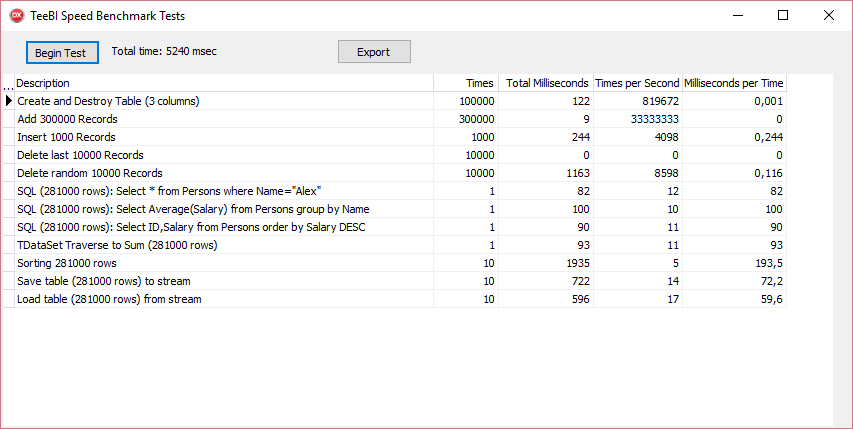 TeeBI Speed Benchmark Tests
Begin Test Total time: 5240 msec Export
... Description Times Total Milliseconds Times per Second Milliseconds per Time
Create and Destroy Table (3 columns) 100000 122 819672 0,001
Add 300000 Records 300000 9 33333333 0
Insert 1000 Records 1000 244 4098 0,244
Delete last 10000 Records 10000 0 0 0
Delete random 10000 Records 10000 1163 8598 0,116
SQL (281000 rows): Select * from Persons where Name="Alex" 1 82 12 82
SQL (281000 rows): Select Average(Salary) from Persons group by Name 1 100 10 100
SQL (281000 rows): Select ID,Salary from Persons order by Salary DESC 1 90 11 90
TDataSet Traverse to Sum (281000 rows) 1 93 11 93
Sorting 281000 rows 10 1935 5 193,5
Save table (281000 rows) to stream 10 722 14 72,2
Load table (281000 rows) from stream 10 596 17 59,6